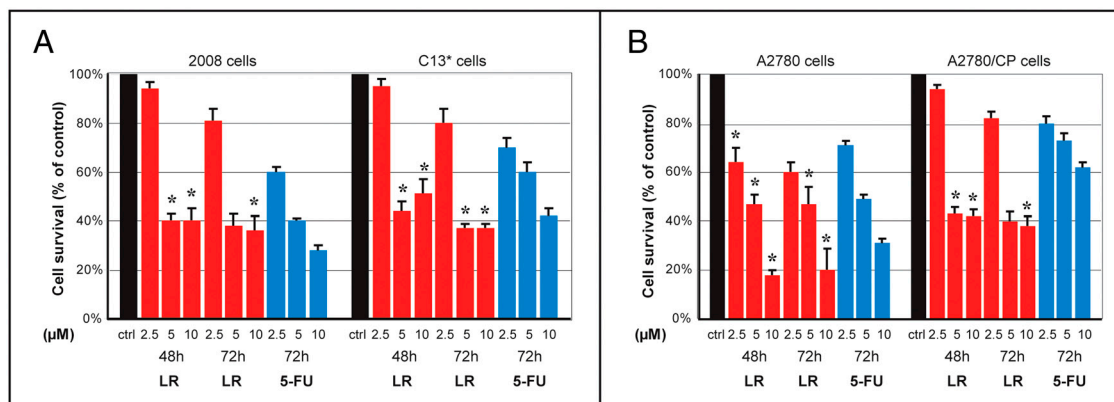 A
B
2008 cells
C13* cells
A2780 cells
A2780/CP cells
Cell survival (% of control)
100%
80%
60%
40%
20%
0%
* * * * * * * *
Cell survival (% of control)
100%
80%
60%
40%
20%
0%
* * * * * * * *
(µM) ctrl 2.5 5 10 2.5 5 10 2.5 5 10 ctrl 2.5 5 10 2.5 5 10 2.5 5 10
48h 72h 72h 48h 72h 72h
LR LR 5-FU LR LR 5-FU
(µM) ctrl 2.5 5 10 2.5 5 10 2.5 5 10 ctrl 2.5 5 10 2.5 5 10 2.5 5 10
48h 72h 72h 48h 72h 72h
LR LR 5-FU LR LR 5-FU